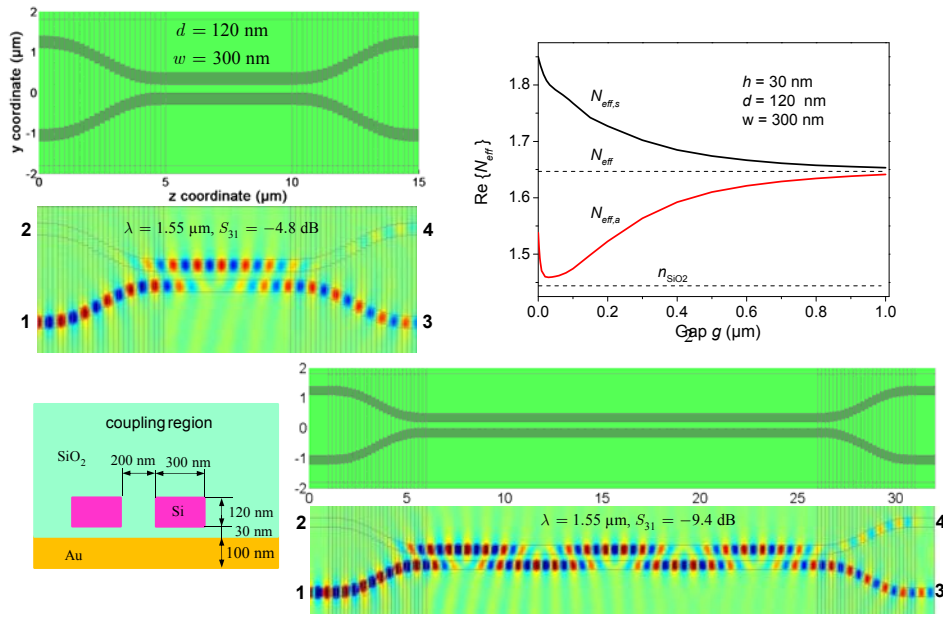 d = 120 nm
w = 300 nm
y coordinate (µm)
2
1
0
-1
-2
0
5
10
15
z coordinate (µm)
λ = 1.55 µm, S31 = −4.8 dB
2
4
1
3
Re {Neff}
1.8
1.7
1.6
1.5
h = 30 nm
d = 120 nm
w = 300 nm
Neff,s
Neff
Neff,a
nSiO2
0.0 0.2 0.4 0.6 0.8 1.0
Gap g (µm)
2
coupling region
SiO2
200 nm
300 nm
Si
120 nm
30 nm
Au
100 nm
2
1
0
-1
-2
0 5 10 15 20 25 30
λ = 1.55 µm, S31 = −9.4 dB
2
4
1
3